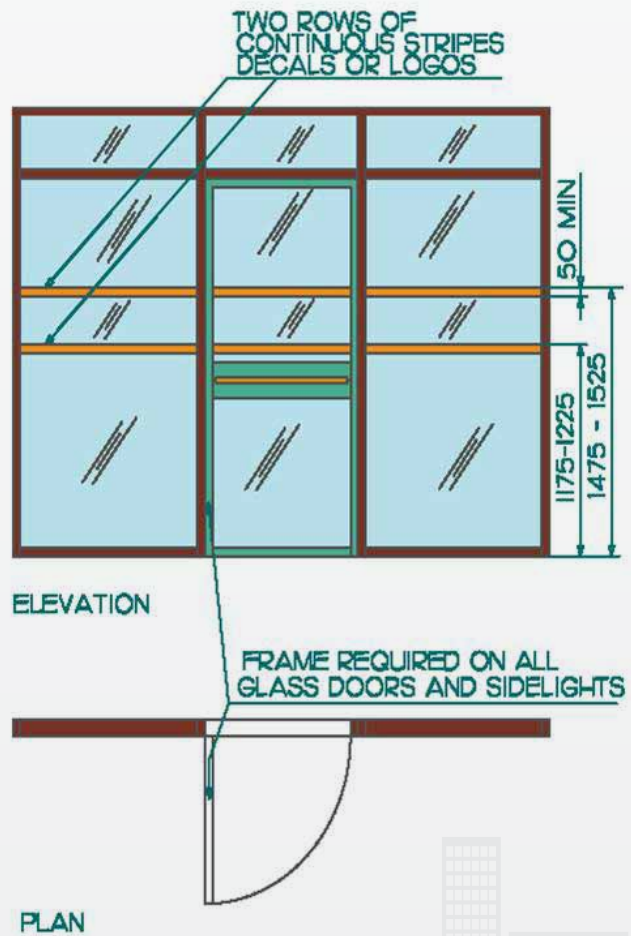 TWO ROWS OF
CONTINUOUS STRIPES
DECALS OR LOGOS
50 MIN
1175-1225
1475 - 1525
ELEVATION
FRAME REQUIRED ON ALL
GLASS DOORS AND SIDELIGHTS
PLAN